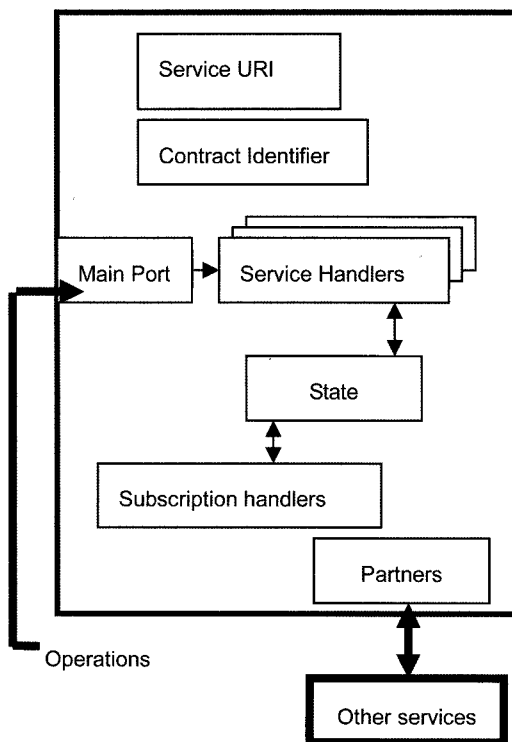 Service URI
Contract Identifier
Main Port
Service Handlers
State
Subscription handlers
Partners
Operations
Other services